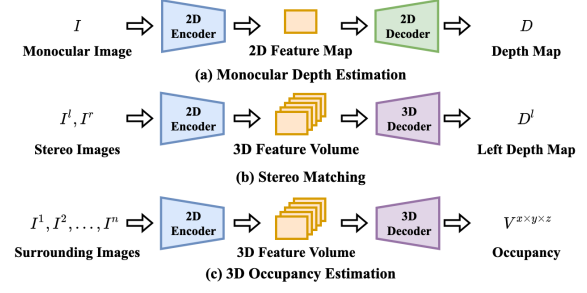 I
2D
Encoder
2D
Decoder
D
Monocular Image
2D Feature Map
Depth Map
(a) Monocular Depth Estimation
I^l, I^r
2D
Encoder
3D
Decoder
D^l
Stereo Images
3D Feature Volume
Left Depth Map
(b) Stereo Matching
I^1, I^2, ..., I^n
2D
Encoder
3D
Decoder
V^{x×y×z}
Surrounding Images
3D Feature Volume
Occupancy
(c) 3D Occupancy Estimation